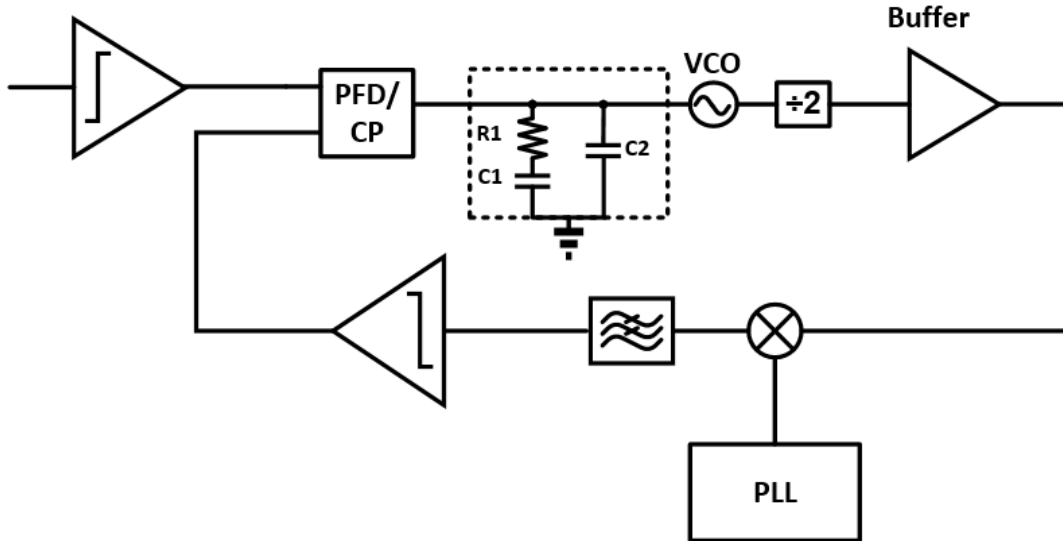 Buffer
VCO
PFD/
CP
R1
C1
C2
÷2
PLL